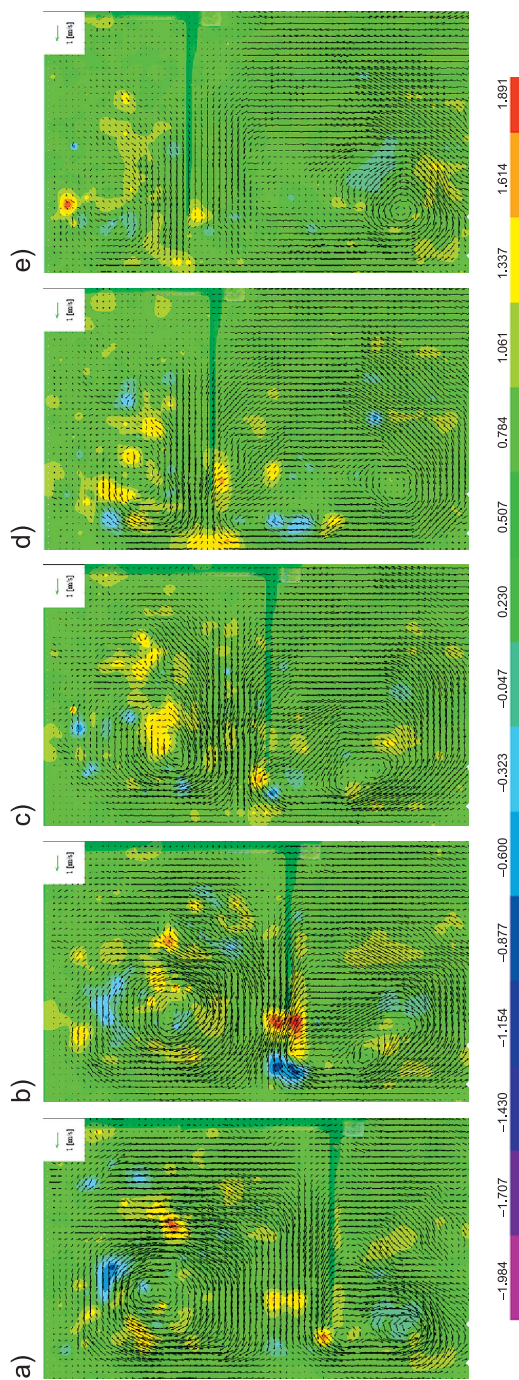 a)
1 [m/s]
b)
1 [m/s]
c)
1 [m/s]
d)
1 [m/s]
e)
1 [m/s]
−1.984 −1.707 −1.430 −1.154 −0.877 −0.600 −0.323 −0.047 0.230 0.507 0.784 1.061 1.337 1.614 1.891